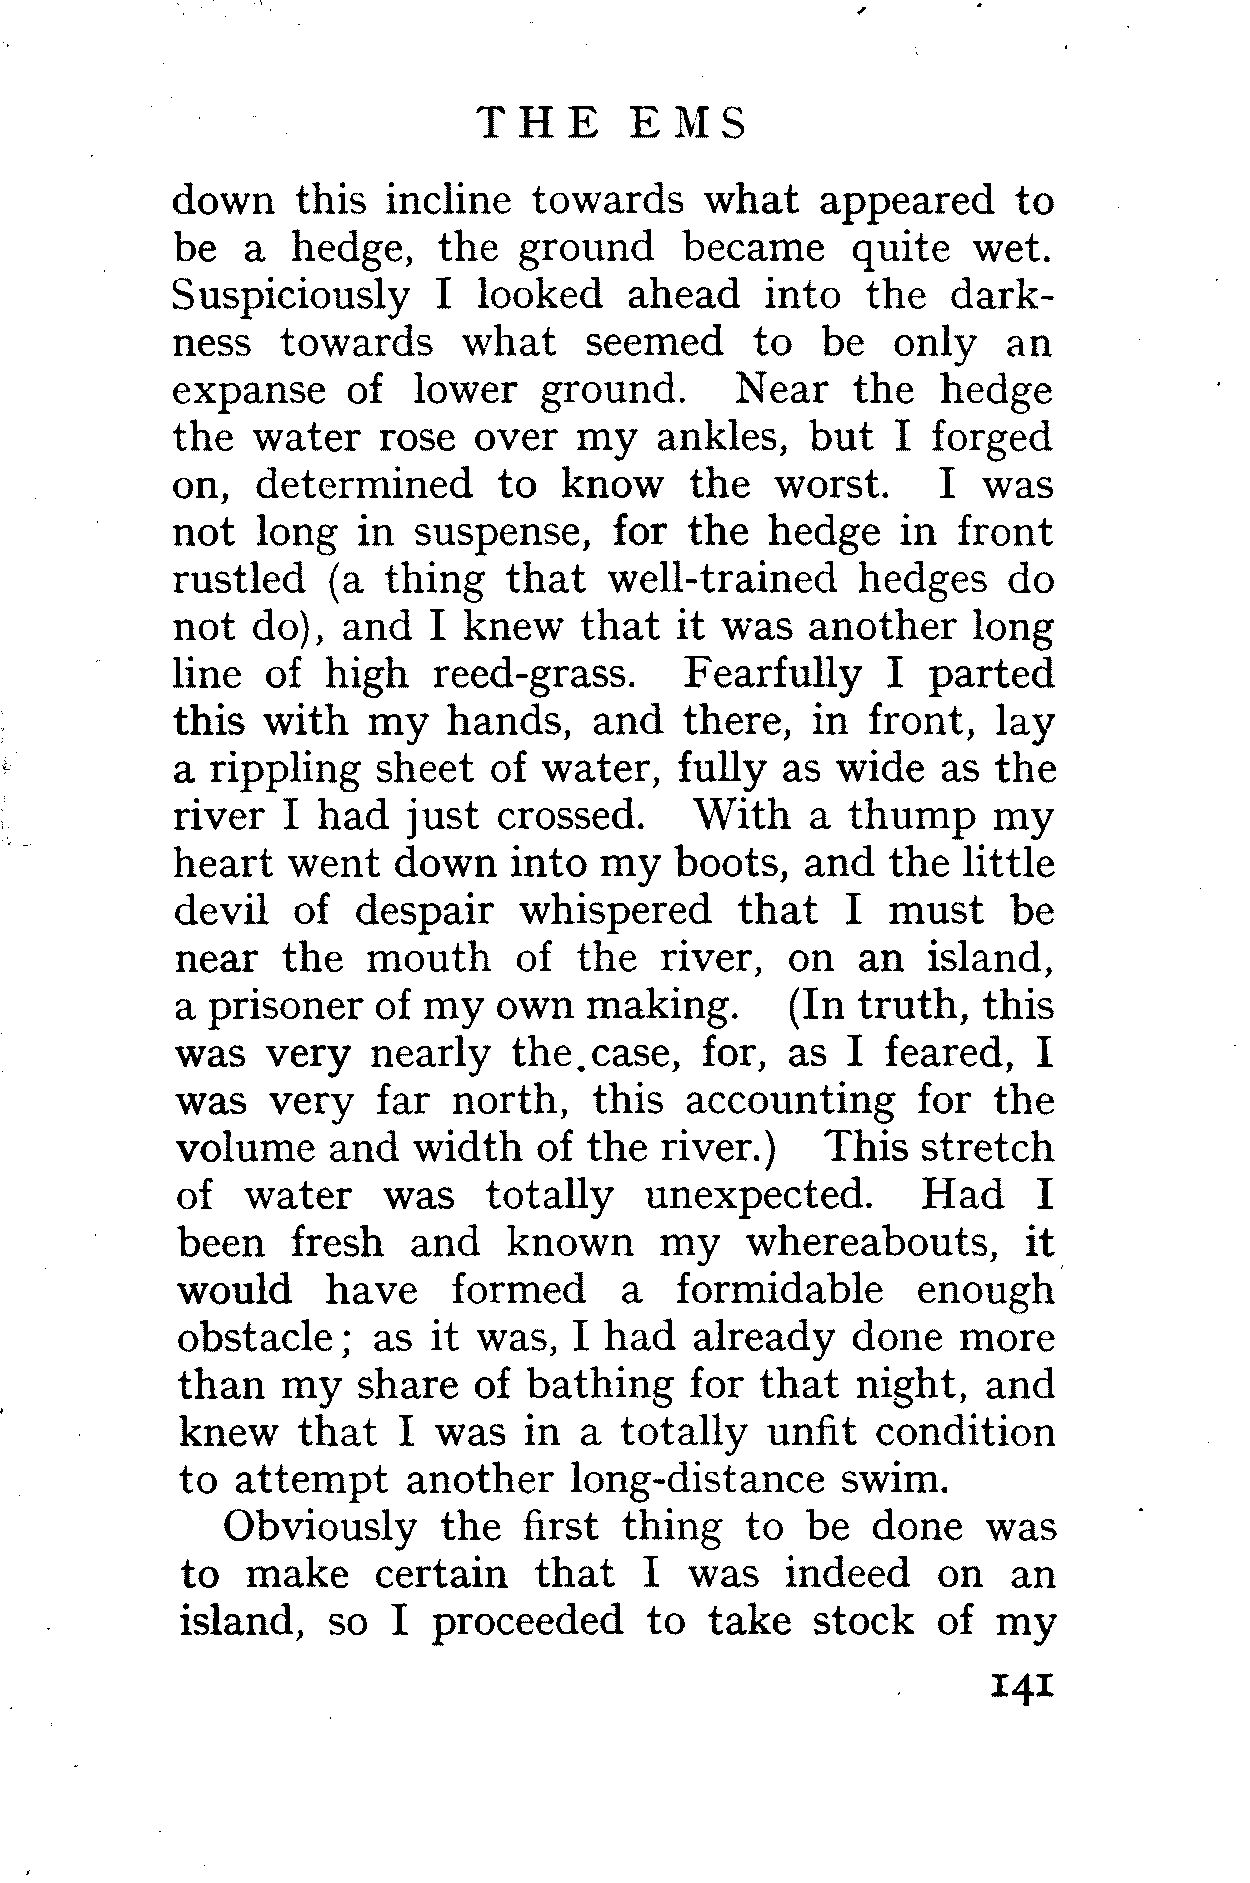 THE EMS
down this incline towards what appeared to
be a hedge, the ground became quite wet.
Suspiciously I looked ahead into the dark-
ness towards what seemed to be only an
expanse of lower ground. Near the hedge
the water rose over my ankles, but I forged
on, determined to know the worst. I was
not long in suspense, for the hedge in front
rustled (a thing that well-trained hedges do
not do), and I knew that it was another long
line of high reed-grass. Fearfully I parted
this with my hands, and there, in front, lay
a rippling sheet of water, fully as wide as the
river I had just crossed. With a thump my
heart went down into my boots, and the little
devil of despair whispered that I must be
near the mouth of the river, on an island,
a prisoner of my own making. (In truth, this
was very nearly the case, for, as I feared, I
was very far north, this accounting for the
volume and width of the river.) This stretch
of water was totally unexpected. Had I
been fresh and known my whereabouts, it
would have formed a formidable enough
obstacle; as it was, I had already done more
than my share of bathing for that night, and
knew that I was in a totally unfit condition
to attempt another long-distance swim.
Obviously the first thing to be done was
to make certain that I was indeed on an
island, so I proceeded to take stock of my
141